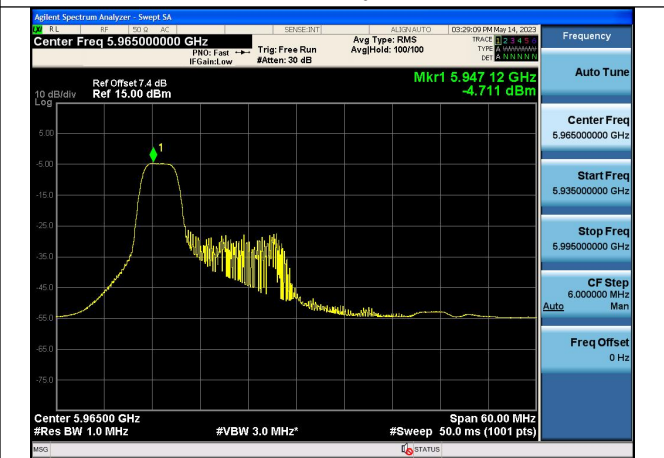 Agilent Spectrum Analyzer - Swept SA
RL RF 50 Ω AC SENSE:INT ALIGN AUTO 03:29:09 PM May 14, 2023
Center Freq 5.965000000 GHz
PNO: Fast
IFGain:Low
Trig: Free Run
#Atten: 30 dB
Avg Type: RMS
Avg|Hold: 100/100
TRACE 1 2 3 4 5 6
TYPE A
DET A N N N N N
Ref Offset 7.4 dB
Ref 15.00 dBm
10 dB/div
Log
Mkr1 5.947 12 GHz
-4.711 dBm
1
5.00
-5.00
-15.0
-25.0
-35.0
-45.0
-55.0
-65.0
-75.0
Center 5.96500 GHz
Span 60.00 MHz
#Res BW 1.0 MHz
#VBW 3.0 MHz*
#Sweep 50.0 ms (1001 pts)
MSG
STATUS
Frequency
Auto Tune
Center Freq
5.965000000 GHz
Start Freq
5.935000000 GHz
Stop Freq
5.995000000 GHz
CF Step
6.000000 MHz
Auto Man
Freq Offset
0 Hz